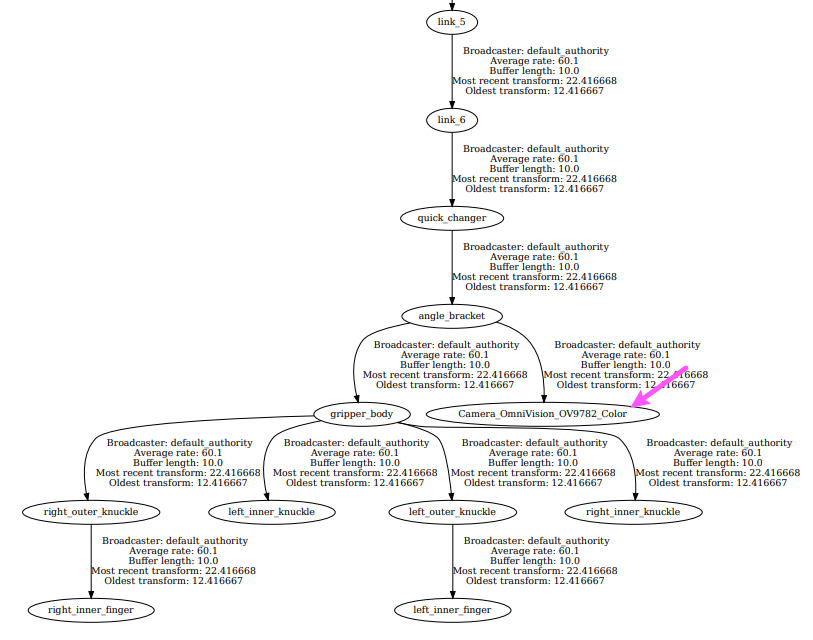 link_5
Broadcaster: default_authority
Average rate: 60.1
Buffer length: 10.0
Most recent transform: 22.416668
Oldest transform: 12.416667
link_6
Broadcaster: default_authority
Average rate: 60.1
Buffer length: 10.0
Most recent transform: 22.416668
Oldest transform: 12.416667
quick_changer
Broadcaster: default_authority
Average rate: 60.1
Buffer length: 10.0
Most recent transform: 22.416668
Oldest transform: 12.416667
angle_bracket
Broadcaster: default_authority
Average rate: 60.1
Buffer length: 10.0
Most recent transform: 22.416668
Oldest transform: 12.416667
Broadcaster: default_authority
Average rate: 60.1
Buffer length: 10.0
Most recent transform: 22.416668
Oldest transform: 12.416667
gripper_body
Camera_OmniVision_OV9782_Color
Broadcaster: default_authority
Average rate: 60.1
Buffer length: 10.0
Most recent transform: 22.416668
Oldest transform: 12.416667
Broadcaster: default_authority
Average rate: 60.1
Buffer length: 10.0
Most recent transform: 22.416668
Oldest transform: 12.416667
Broadcaster: default_authority
Average rate: 60.1
Buffer length: 10.0
Most recent transform: 22.416668
Oldest transform: 12.416667
Broadcaster: default_authority
Average rate: 60.1
Buffer length: 10.0
Most recent transform: 22.416668
Oldest transform: 12.416667
right_outer_knuckle
left_inner_knuckle
left_outer_knuckle
right_inner_knuckle
Broadcaster: default_authority
Average rate: 60.1
Buffer length: 10.0
Most recent transform: 22.416668
Oldest transform: 12.416667
Broadcaster: default_authority
Average rate: 60.1
Buffer length: 10.0
Most recent transform: 22.416668
Oldest transform: 12.416667
right_inner_finger
left_inner_finger